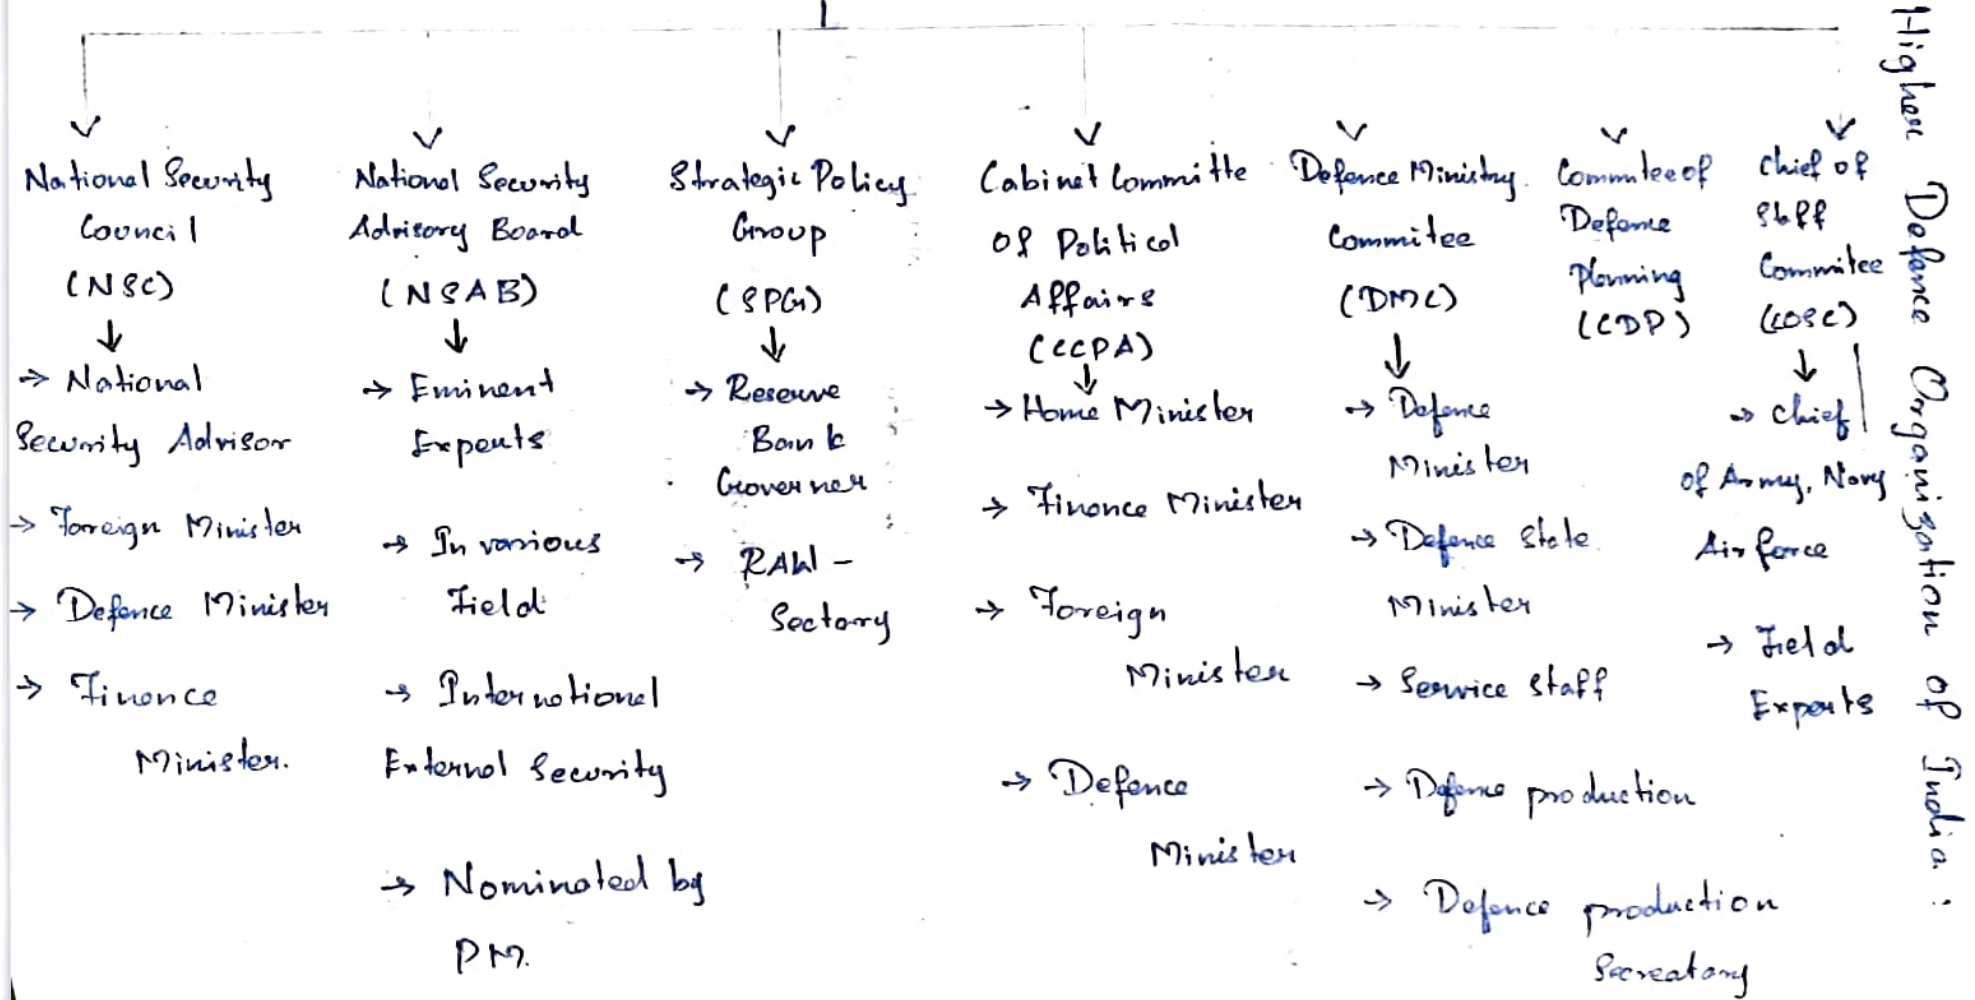 Higher Defence Organization of India :
National Security
Council
(NSC)
→ National
Security Advisor
→ Foreign Minister
→ Defence Minister
→ Finance
Minister.
National Security
Advisory Board
(NSAB)
→ Eminent
Experts
→ In various
Field
→ International
External Security
→ Nominated by
PM.
Strategic Policy
Group
(SPG)
→ Reserve
Bank
Governer
→ RAW -
Sectary
Cabinet Committe
Of Political
Affairs
(CCPA)
→ Home Minister
→ Finance Minister
→ Foreign
Minister
→ Defence
Minister
Defence Ministry
Commitee
(DMC)
→ Defence
Minister
→ Defence State
Minister
→ Service Staff
→ Defence production
→ Defence production
Secreatary
Commitee of
Defence
Planning
(CDP)
Chief of
Staff
Commitee
(COSC)
→ Chief
of Army, Navy
Air force
→ Field
Experts